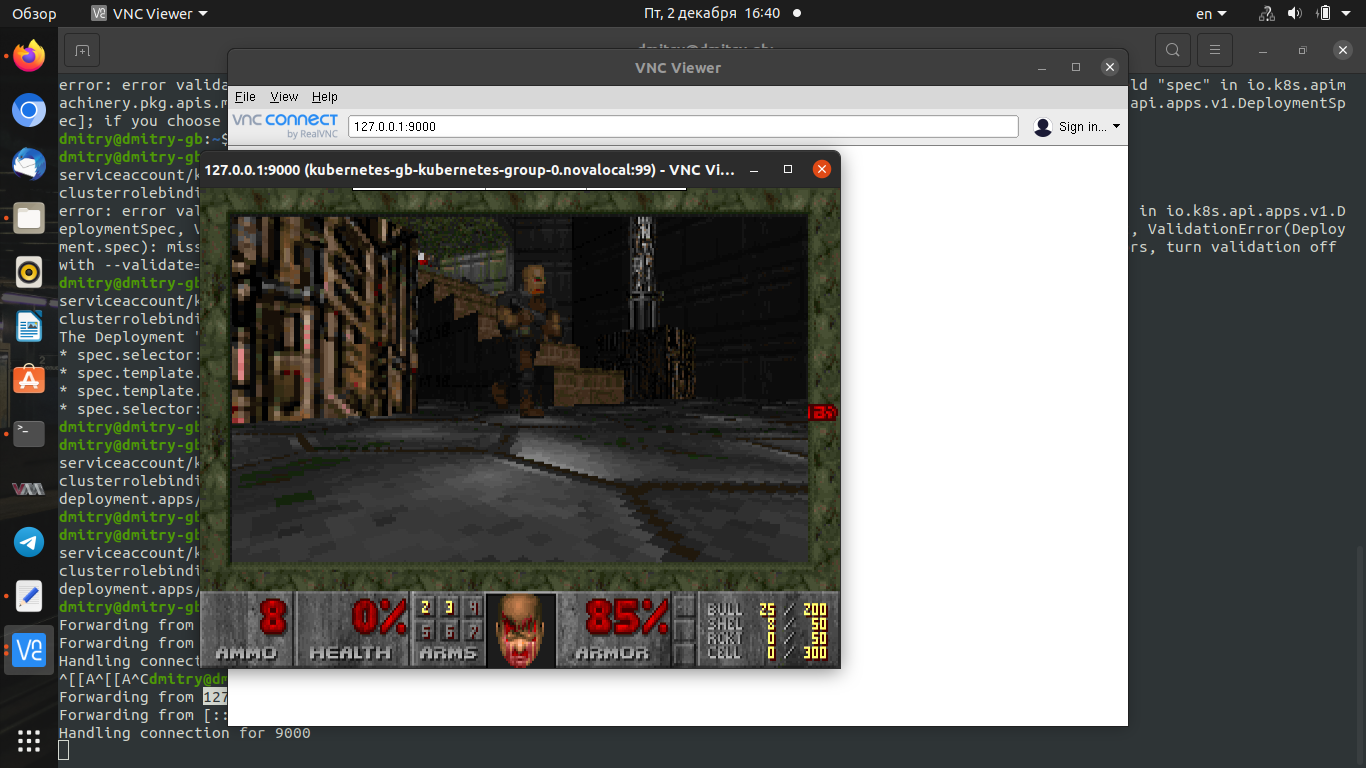 Обзор
VNC Viewer
Пт, 2 декабря 16:40
en
VNC Viewer
error: error valida
ld "spec" in io.k8s.apim
File View Help
achinery.pkg.apis.m
api.apps.v1.DeploymentSp
VNC CONNECT
by RealVNC
127.0.0.1:9000
Sign in...
ec]; if you choose
dmitry@dmitry-gb:~$
dmitry@dmitry-gb
127.0.0.1:9000 (kubernetes-gb-kubernetes-group-0.novalocal:99) - VNC Vi...
serviceaccount/k
clusterrolebindi
error: error val
in io.k8s.api.apps.v1.D
eploymentSpec, V
, ValidationError(Deploy
ment.spec): miss
rs, turn validation off
with --validate=
dmitry@dmitry-gb
serviceaccount/k
clusterrolebindi
The Deployment
* spec.selector:
* spec.template.
* spec.template.
* spec.selector:
dmitry@dmitry-gb
dmitry@dmitry-gb
serviceaccount/k
clusterrolebindi
deployment.apps/
dmitry@dmitry-gb
dmitry@dmitry-gb
serviceaccount/k
clusterrolebindi
deployment.apps/
dmitry@dmitry-gb
Forwarding from
Forwarding from
Handling connect
^[[A^[[A^Cdmitry@dm
Forwarding from 127
Forwarding from [::
Handling connection for 9000
8
AMMO
0%
HEALTH
2 3 4
5 6 7
ARMS
85%
ARMOR
BULL 25 / 200
SHEL 8 / 50
RCKT 0 / 50
CELL 0 / 300